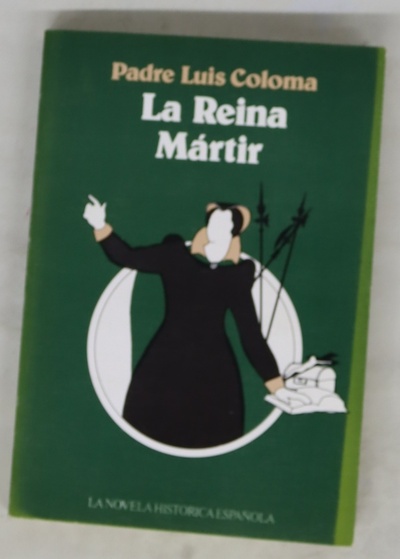 Padre Luis Coloma
La Reina
Mártir
LA NOVELA HISTORICA ESPAÑOLA